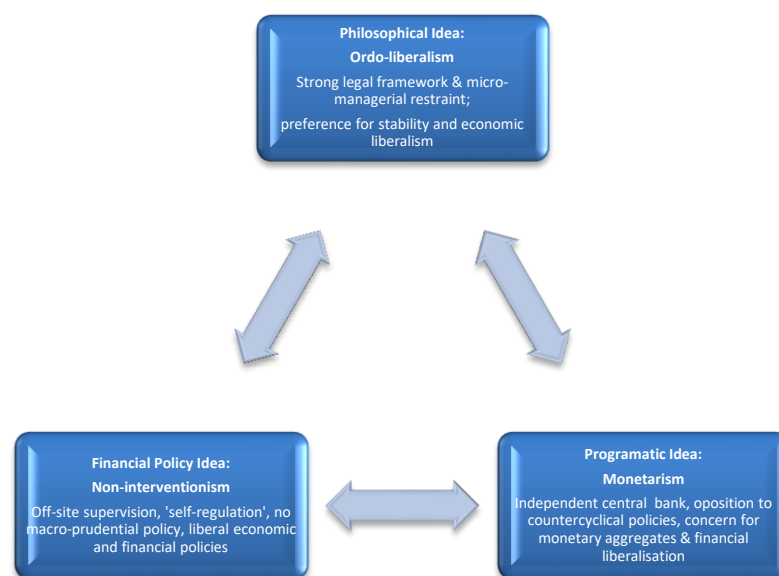 Philosophical Idea:
Ordo-liberalism
Strong legal framework & micro-
managerial restraint;
preference for stability and economic
liberalism
Financial Policy Idea:
Non-interventionism
Off-site supervision, 'self-regulation', no
macro-prudential policy, liberal economic
and financial policies
Programatic Idea:
Monetarism
Independent central bank, oposition to
countercyclical policies, concern for
monetary aggregates & financial
liberalisation